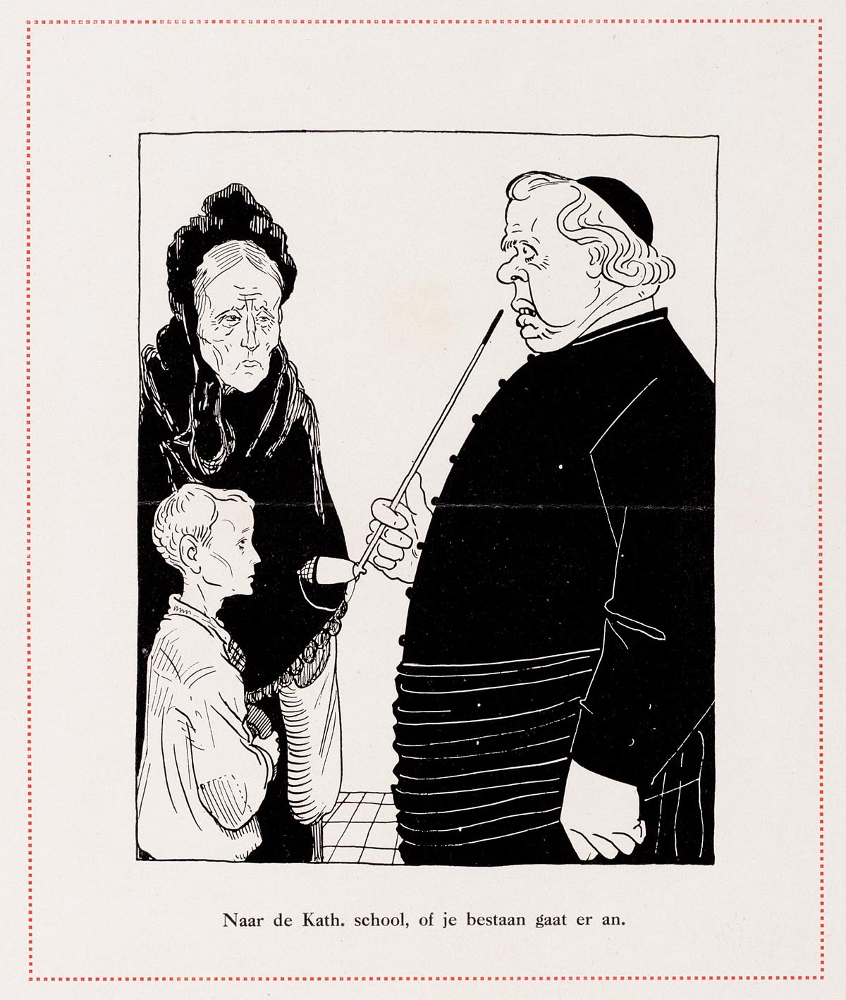 Naar de Kath. school, of je bestaan gaat er an.